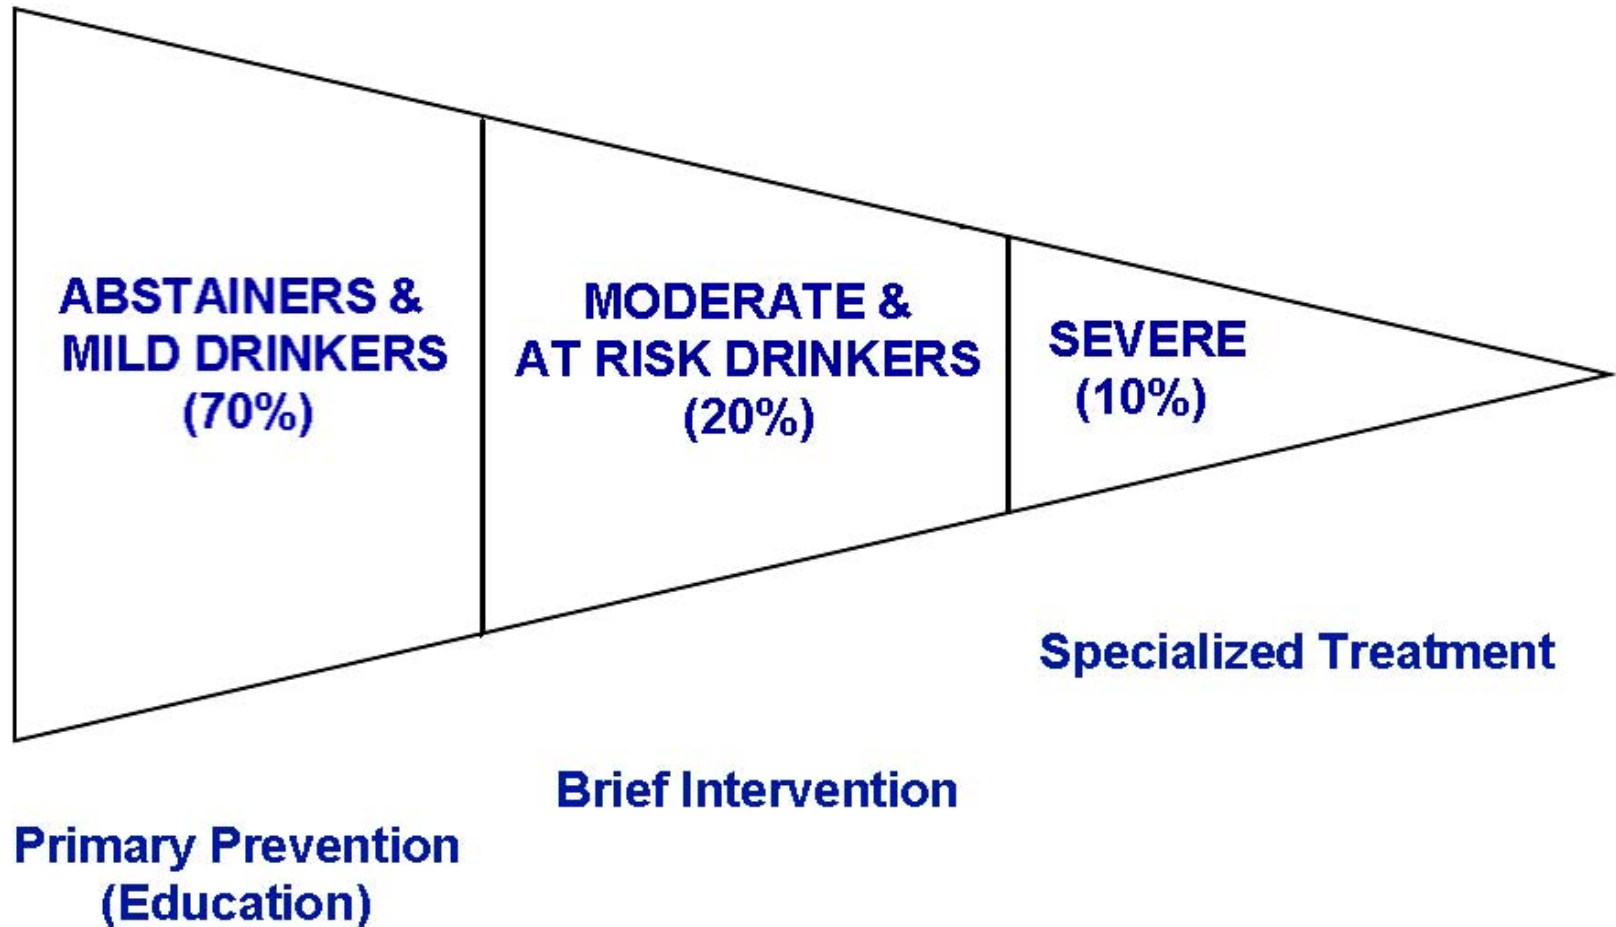 ABSTAINERS &
MILD DRINKERS
(70%)
MODERATE &
AT RISK DRINKERS
(20%)
SEVERE
(10%)
Specialized Treatment
Brief Intervention
Primary Prevention
(Education)